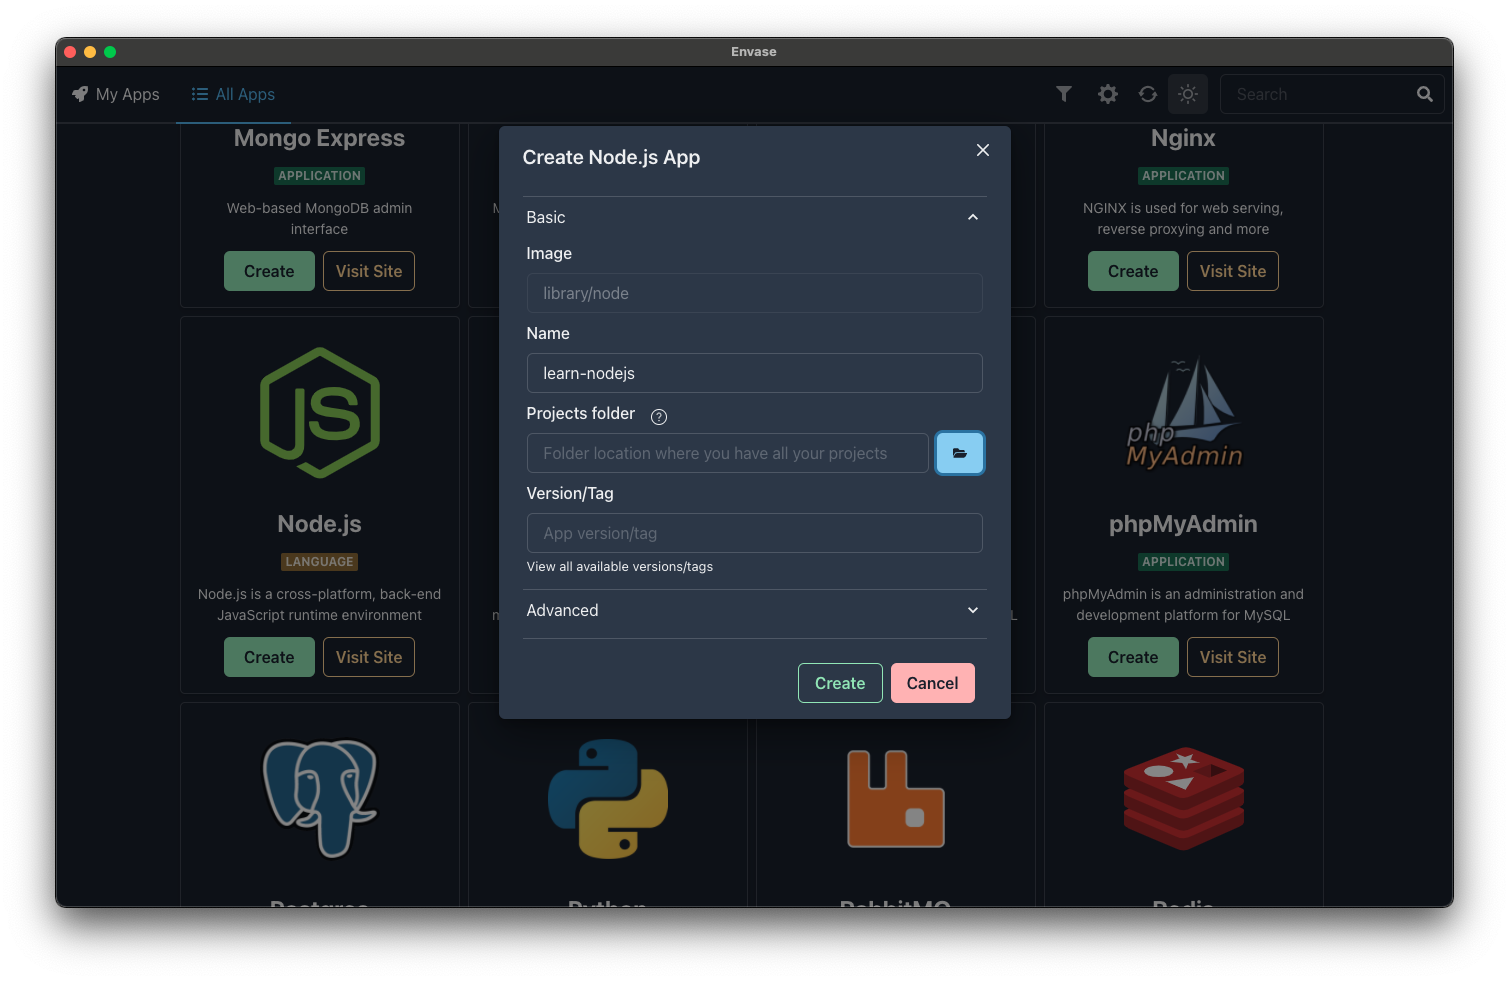 Envase
My Apps
All Apps
Search
Mongo Express
APPLICATION
Web-based MongoDB admin
interface
Create
Visit Site
M
Nginx
APPLICATION
NGINX is used for web serving,
reverse proxying and more
Create
Visit Site
Create Node.js App
Basic
Image
library/node
Name
learn-nodejs
Projects folder
?
Folder location where you have all your projects
Version/Tag
App version/tag
View all available versions/tags
Advanced
Create
Cancel
JS
Node.js
LANGUAGE
Node.js is a cross-platform, back-end
JavaScript runtime environment
Create
Visit Site
m
L
php
MyAdmin
phpMyAdmin
APPLICATION
phpMyAdmin is an administration and
development platform for MySQL
Create
Visit Site
Postgres
Python
RabbitMQ
Redis